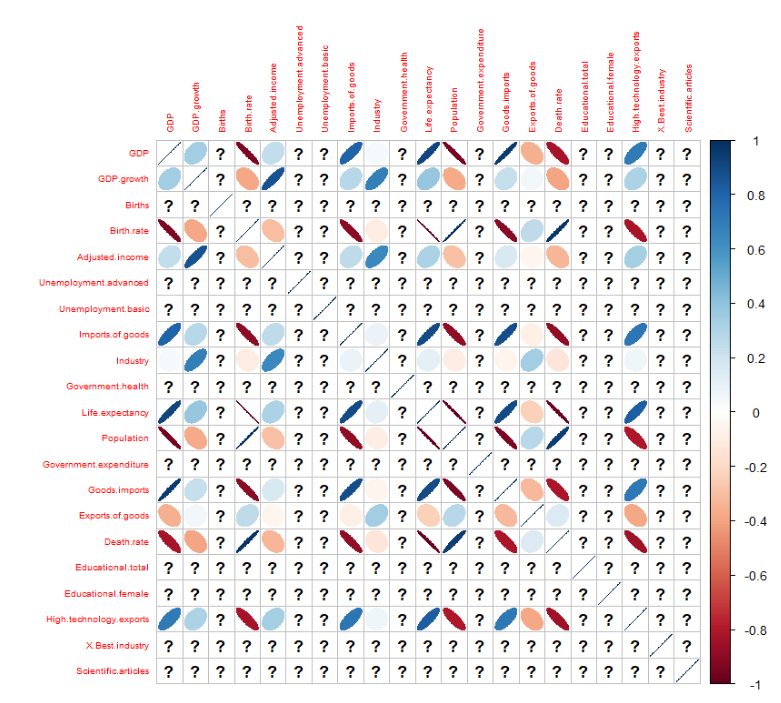 GDP
GDP.growth
Births
Birth.rate
Adjusted.income
Unemployment.advanced
Unemployment.basic
Imports.of.goods
Industry
Government.health
Life.expectancy
Population
Government.expenditure
Goods.imports
Exports.of.goods
Death.rate
Educational.total
Educational.female
High.technology.exports
X.Best.industry
Scientific.articles
GDP ? ? ? ? ? ? ? ? ?
GDP.growth ? ? ? ? ? ? ? ? ?
Births ? ? ? ? ? ? ? ? ? ? ? ? ? ? ? ? ? ? ? ?
Birth.rate ? ? ? ? ? ? ? ? ?
Adjusted.income ? ? ? ? ? ? ? ? ?
Unemployment.advanced ? ? ? ? ? ? ? ? ? ? ? ? ? ? ? ? ? ? ? ?
Unemployment.basic ? ? ? ? ? ? ? ? ? ? ? ? ? ? ? ? ? ? ? ?
Imports.of.goods ? ? ? ? ? ? ? ? ?
Industry ? ? ? ? ? ? ? ? ?
Government.health ? ? ? ? ? ? ? ? ? ? ? ? ? ? ? ? ? ? ? ?
Life.expectancy ? ? ? ? ? ? ? ? ?
Population ? ? ? ? ? ? ? ? ?
Government.expenditure ? ? ? ? ? ? ? ? ? ? ? ? ? ? ? ? ? ? ? ?
Goods.imports ? ? ? ? ? ? ? ? ?
Exports.of.goods ? ? ? ? ? ? ? ? ?
Death.rate ? ? ? ? ? ? ? ? ?
Educational.total ? ? ? ? ? ? ? ? ? ? ? ? ? ? ? ? ? ? ? ?
Educational.female ? ? ? ? ? ? ? ? ? ? ? ? ? ? ? ? ? ? ? ?
High.technology.exports ? ? ? ? ? ? ? ? ?
X.Best.industry ? ? ? ? ? ? ? ? ? ? ? ? ? ? ? ? ? ? ? ?
Scientific.articles ? ? ? ? ? ? ? ? ? ? ? ? ? ? ? ? ? ? ? ?
1
0.8
0.6
0.4
0.2
0
-0.2
-0.4
-0.6
-0.8
-1